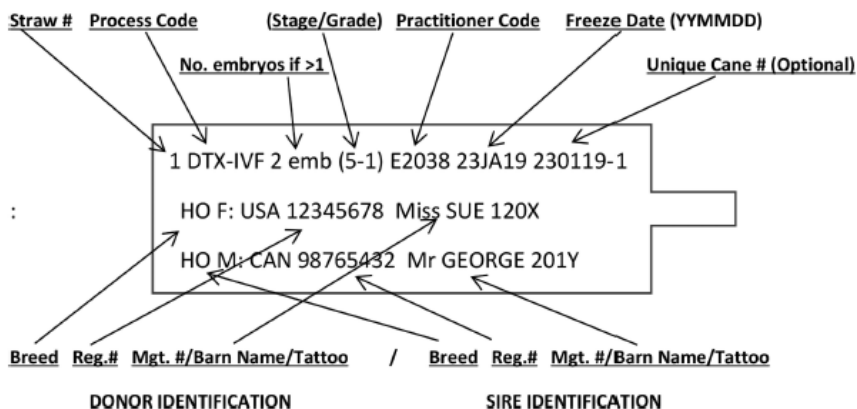 Straw # Process Code (Stage/Grade) Practitioner Code Freeze Date (YYMMDD)
No. embryos if >1 Unique Cane # (Optional)
1 DTX-IVF 2 emb (5-1) E2038 23JA19 230119-1
: HO F: USA 12345678 Miss SUE 120X
HO M: CAN 98765432 Mr GEORGE 201Y
Breed Reg.# Mgt. #/Barn Name/Tattoo / Breed Reg.# Mgt. #/Barn Name/Tattoo
DONOR IDENTIFICATION SIRE IDENTIFICATION